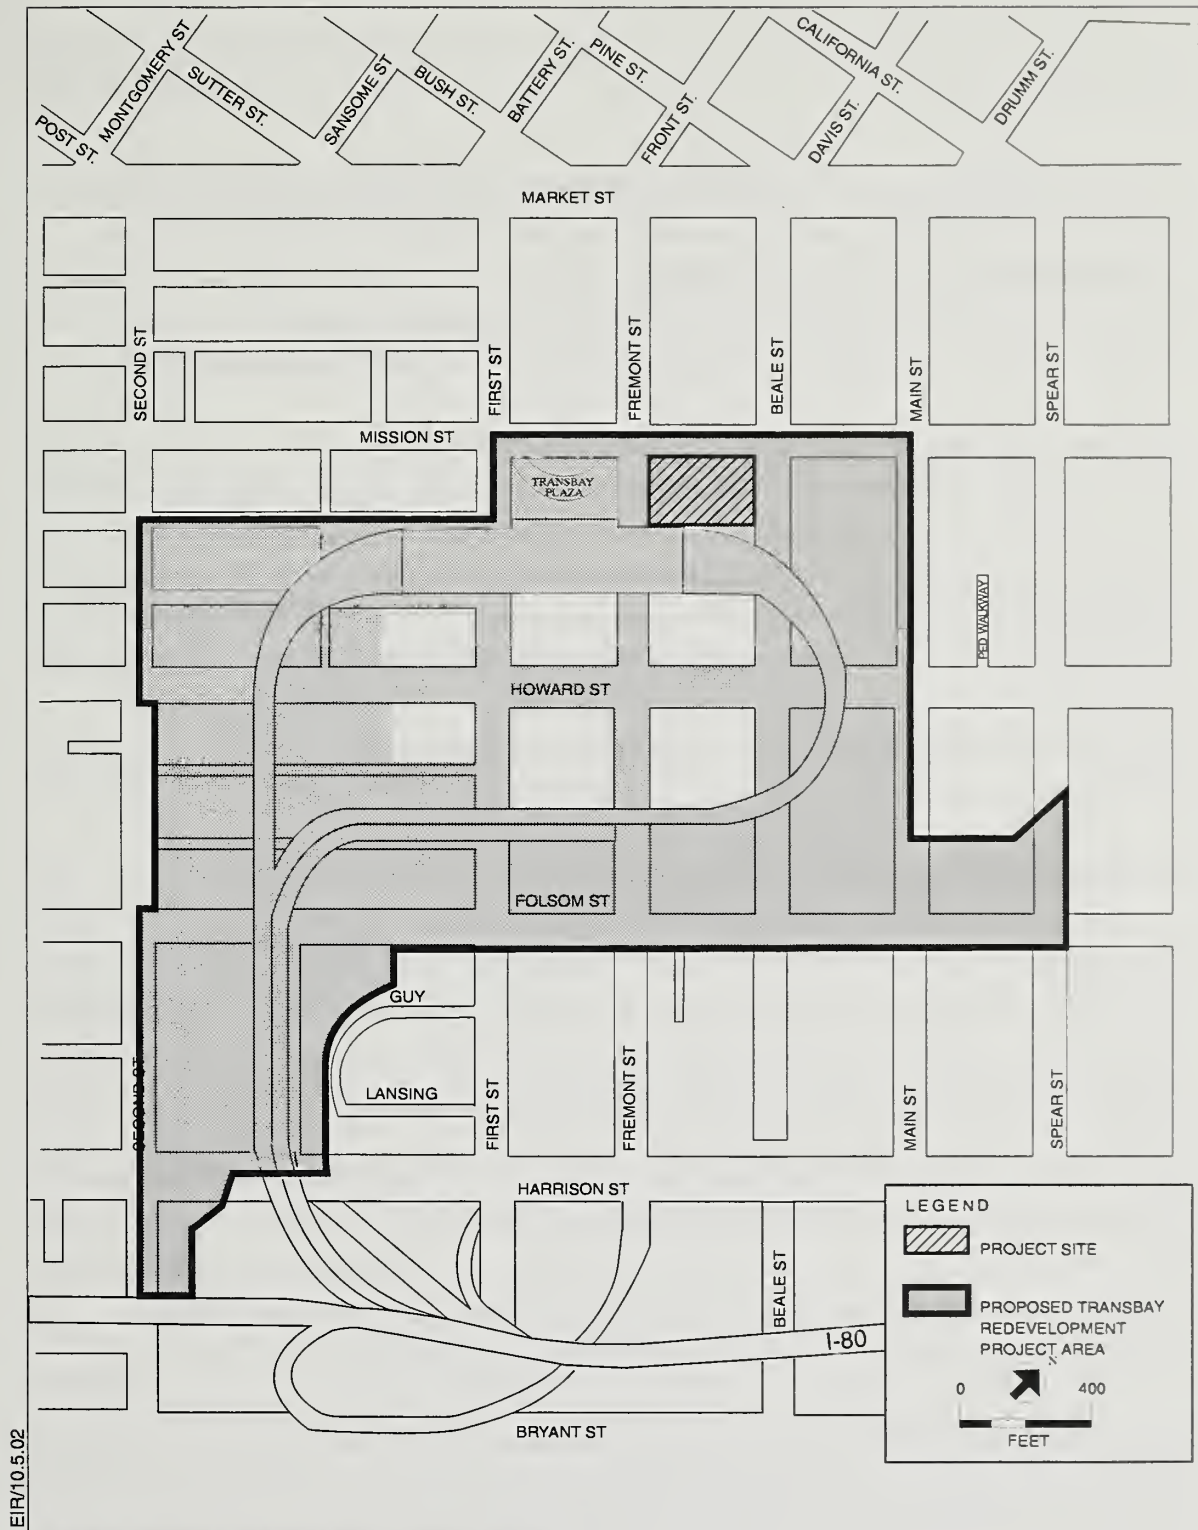 MONTGOMERY ST
SUTTER ST.
POST ST.
SANSOME ST
BUSH ST.
BATTERY ST.
PINE ST.
FRONT ST.
CALIFORNIA ST.
DAVIS ST.
DRUMM ST.
MARKET ST
SECOND ST
FIRST ST
FREMONT ST
BEALE ST
MAIN ST
SPEAR ST
MISSION ST
TRANSBAY
PLAZA
PED WALKWAY
HOWARD ST
FOLSOM ST
GUY
LANSING
SECOND ST
FIRST ST
FREMONT ST
MAIN ST
SPEAR ST
HARRISON ST
BEALE ST
I-80
BRYANT ST
LEGEND
PROJECT SITE
PROPOSED TRANSBAY
REDEVELOPMENT
PROJECT AREA
N
0 400
FEET
EIR/10.5.02